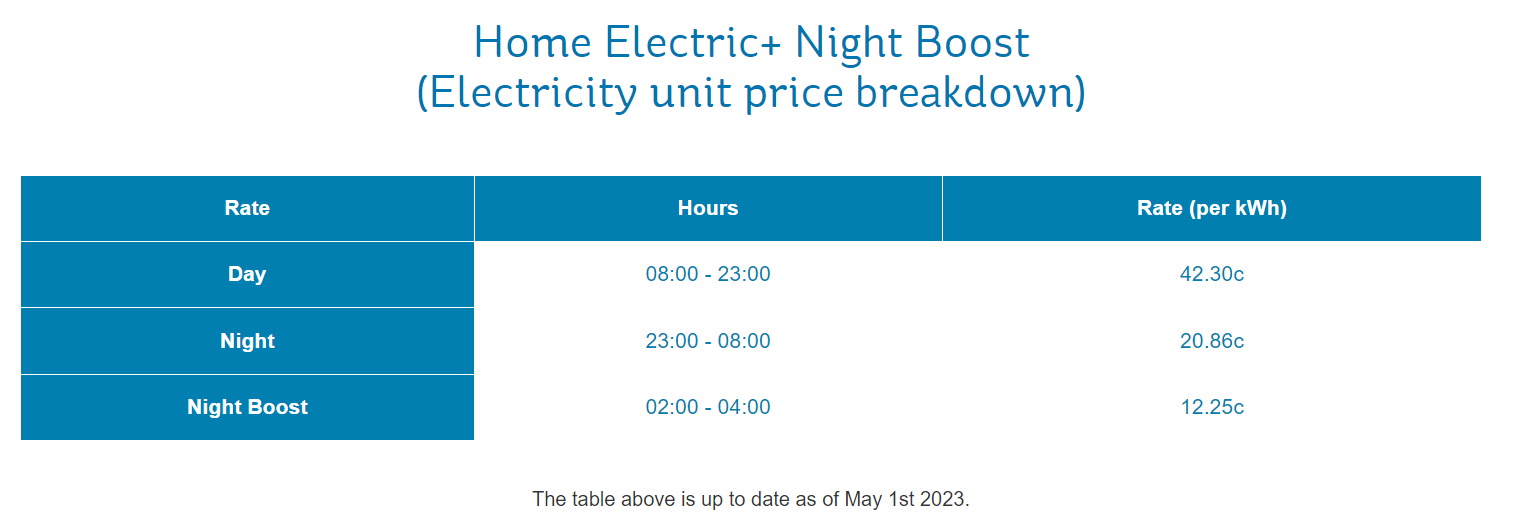 Home Electric+ Night Boost
(Electricity unit price breakdown)
Rate Hours Rate (per kWh)
Day 08:00 - 23:00 42.30c
Night 23:00 - 08:00 20.86c
Night Boost 02:00 - 04:00 12.25c
The table above is up to date as of May 1st 2023.